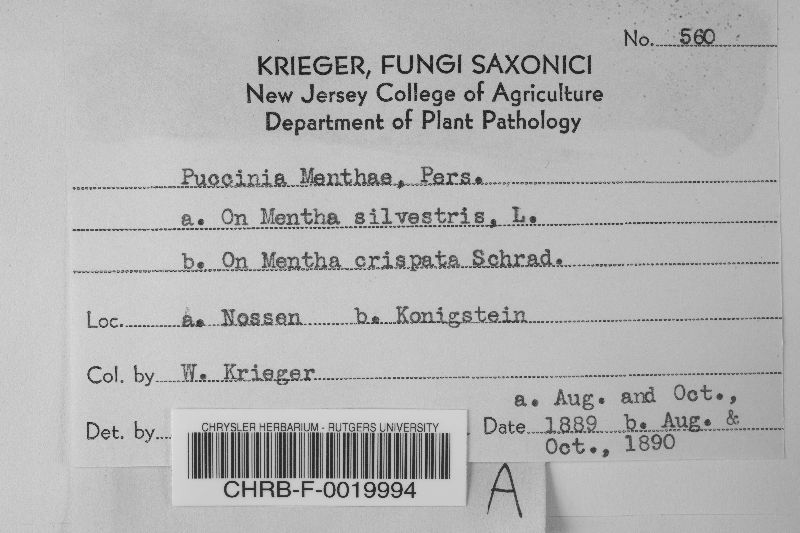 No. 560
KRIEGER, FUNGI SAXONICI
New Jersey College of Agriculture
Department of Plant Pathology
Puccinia Menthae, Pers.
a. On Mentha silvestris, L.
b. On Mentha crispata Schrad.
Loc. a. Nossen b. Konigstein
Col. by W. Krieger
a. Aug. and Oct.,
Det. by Date 1889 b. Aug. &
Oct., 1890
CHRYSLER HERBARIUM - RUTGERS UNIVERSITY
CHRB-F-0019994
A